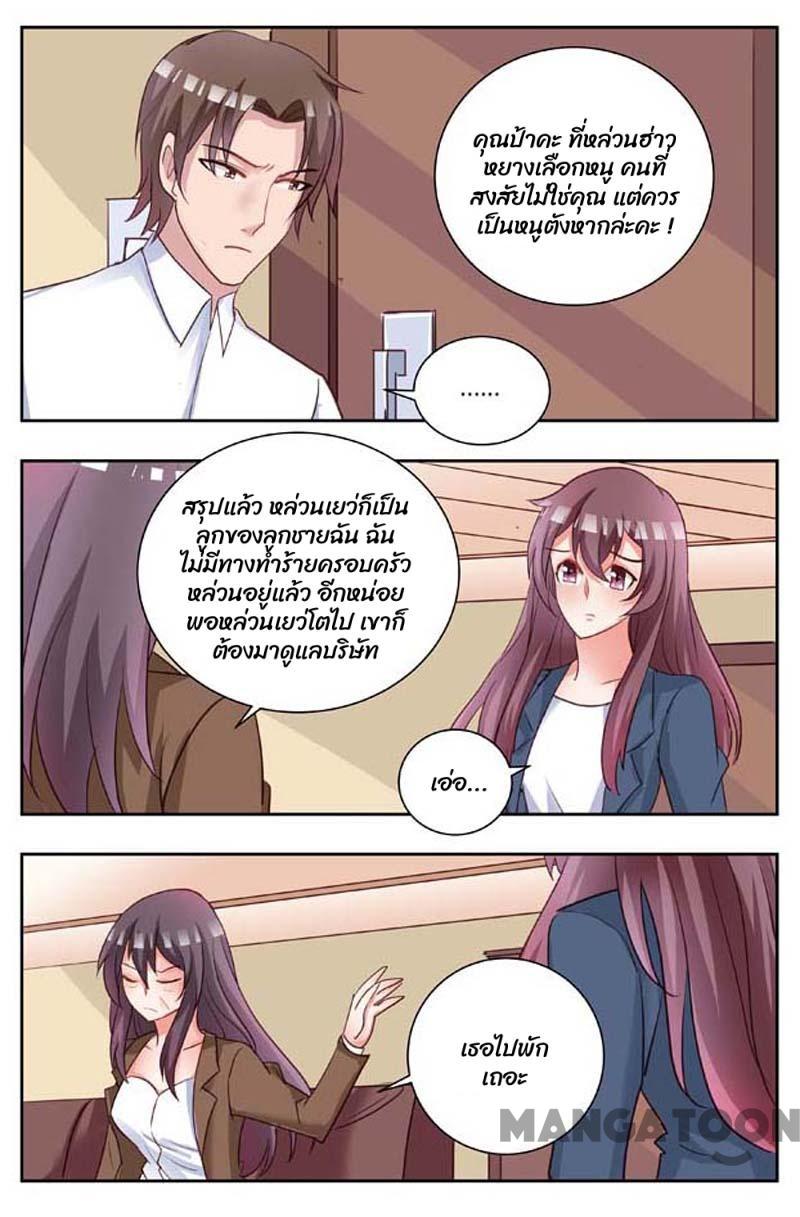 คุณป้าคะ ที่หล่วนฮ่าว
หยางเลือกหนู คนที่
สงสัยไม่ใช่คุณ แต่ควร
เป็นหนูตังหากล่ะคะ !
......
สรุปแล้ว หล่วนเยว่ก็เป็น
ลูกของลูกชายฉัน ฉัน
ไม่มีทางทำร้ายครอบครัว
หล่วนอยู่แล้ว อีกหน่อย
พอหล่วนเยว่โตไป เขาก็
ต้องมาดูแลบริษัท
เอ่อ...
เธอไปพัก
เถอะ
MANGATOON